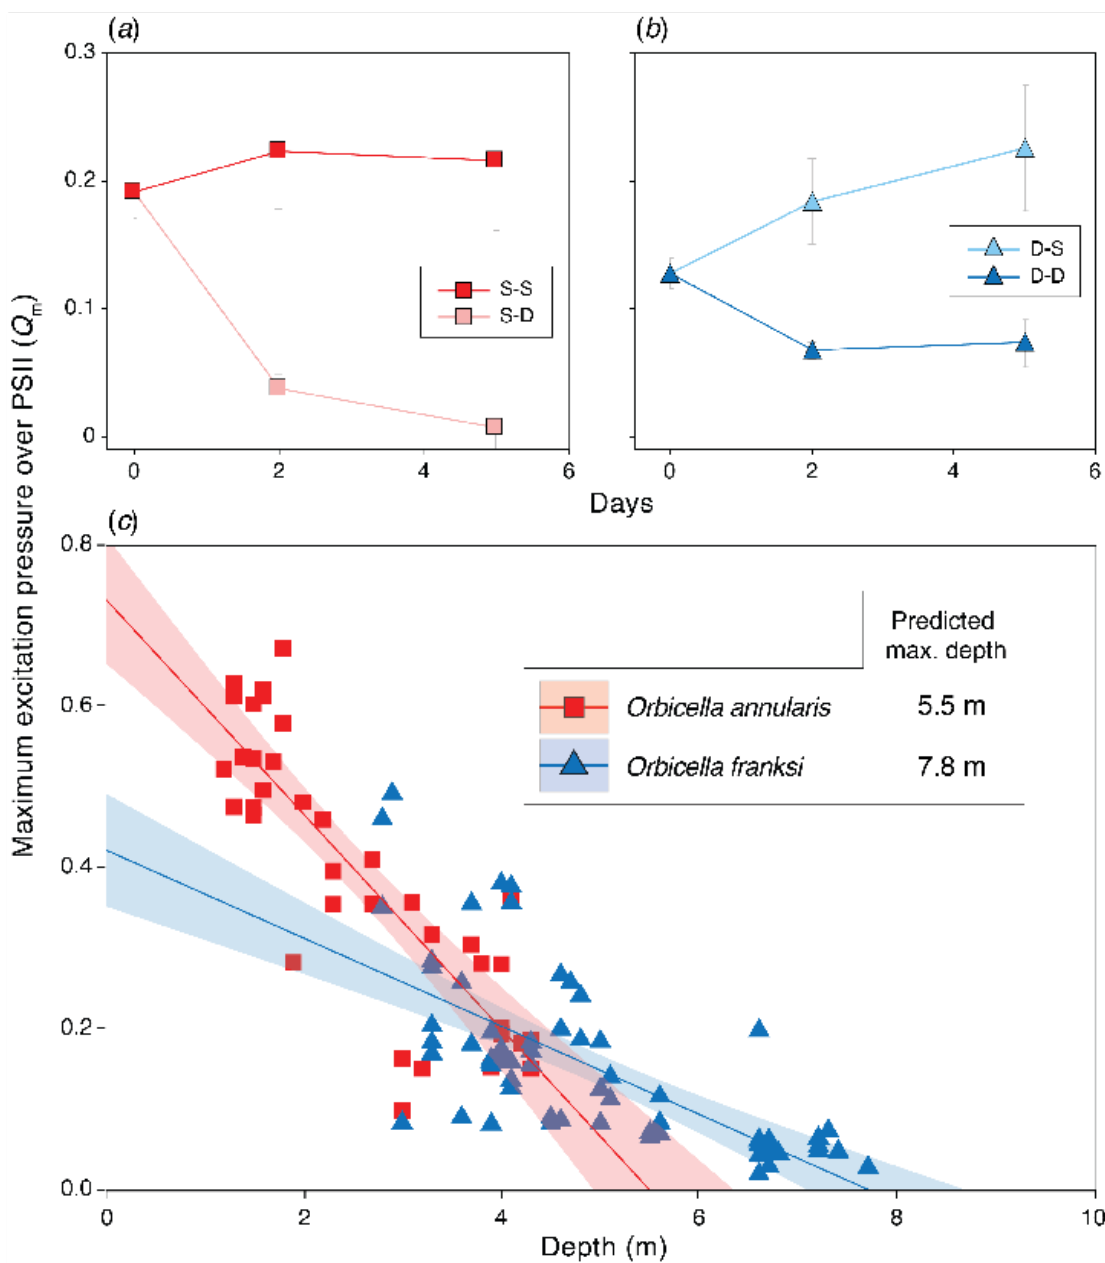 (a)
(b)
0.3
0.2
0.1
0
S-S
S-D
D-S
D-D
0 2 4 6
0 2 4 6
Days
Maximum excitation pressure over PSII (Qm)
(c)
0.8
0.6
0.4
0.2
0.0
Predicted
max. depth
Orbicella annularis 5.5 m
Orbicella franksi 7.8 m
0 2 4 6 8 10
Depth (m)